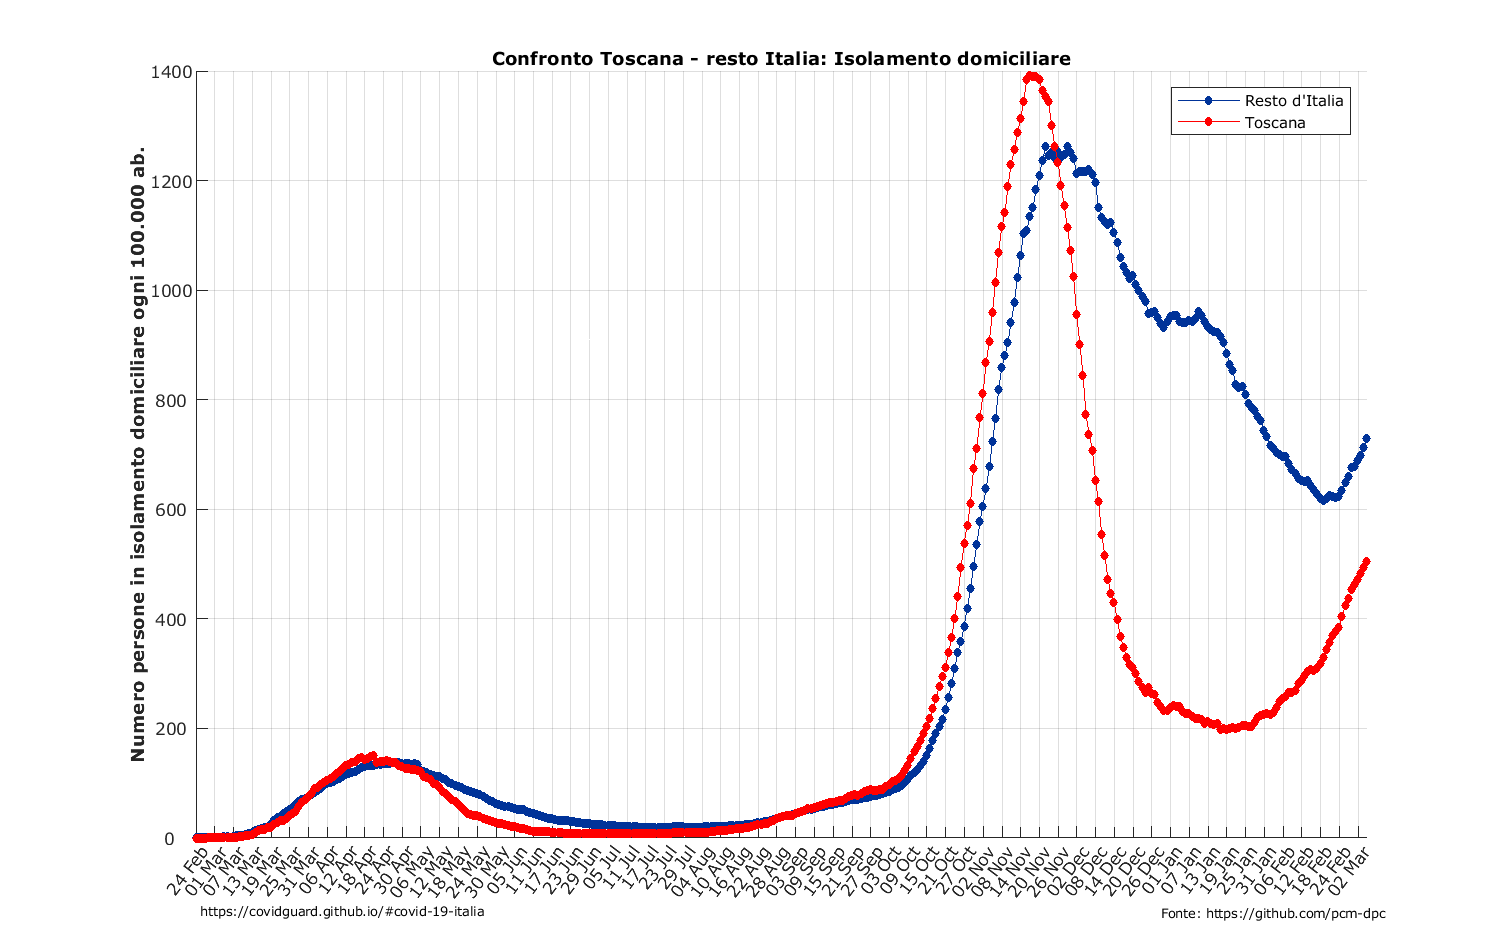 Confronto Toscana - resto Italia: Isolamento domiciliare
Numero persone in isolamento domiciliare ogni 100.000 ab.
1400
1200
1000
800
600
400
200
0
Resto d'Italia
Toscana
24 Feb
01 Mar
07 Mar
13 Mar
19 Mar
25 Mar
31 Mar
06 Apr
12 Apr
18 Apr
24 Apr
30 Apr
06 May
12 May
18 May
24 May
30 May
05 Jun
11 Jun
17 Jun
23 Jun
29 Jun
05 Jul
11 Jul
17 Jul
23 Jul
29 Jul
04 Aug
10 Aug
16 Aug
22 Aug
28 Aug
03 Sep
09 Sep
15 Sep
21 Sep
27 Sep
03 Oct
09 Oct
15 Oct
21 Oct
27 Oct
02 Nov
08 Nov
14 Nov
20 Nov
26 Nov
02 Dec
08 Dec
14 Dec
20 Dec
26 Dec
01 Jan
07 Jan
13 Jan
19 Jan
25 Jan
31 Jan
06 Feb
12 Feb
18 Feb
24 Feb
02 Mar
https://covidguard.github.io/#covid-19-italia
Fonte: https://github.com/pcm-dpc